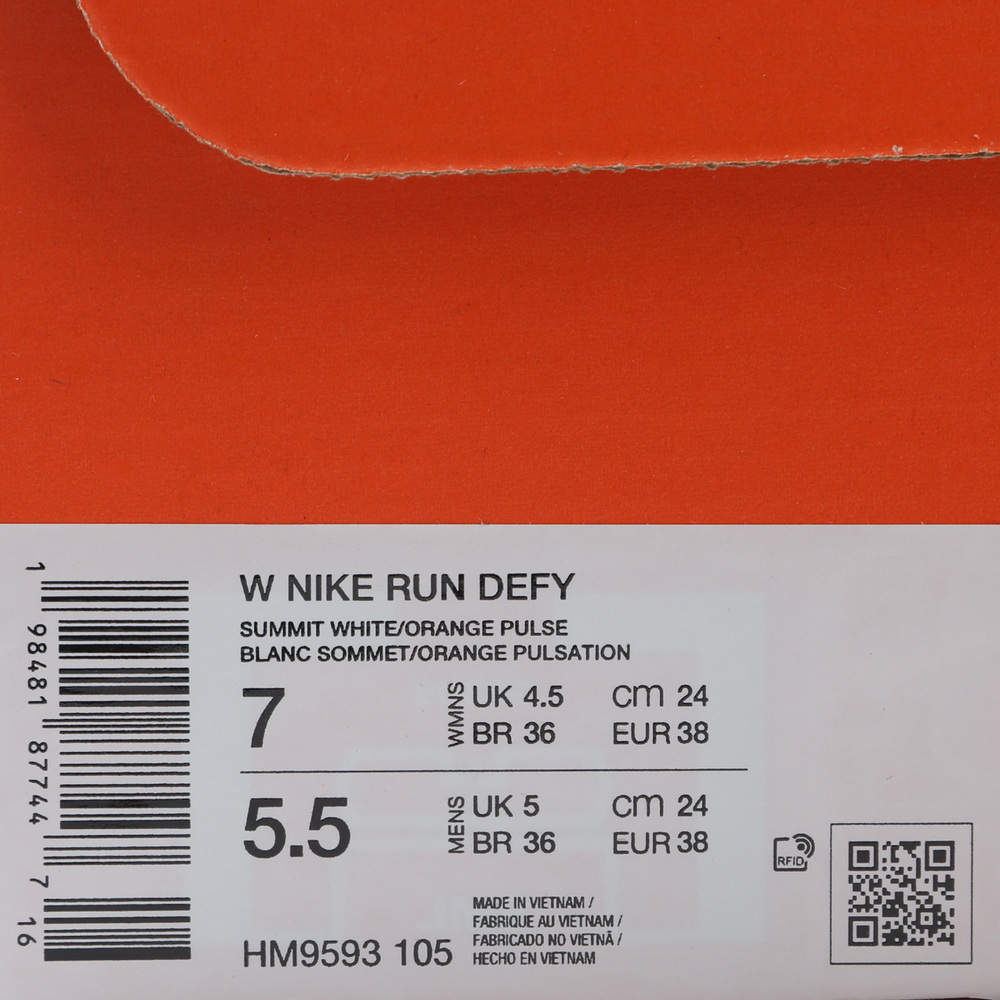 W NIKE RUN DEFY
SUMMIT WHITE/ORANGE PULSE
BLANC SOMMET/ORANGE PULSATION
7 WMNS UK 4.5 CM 24
BR 36 EUR 38
5.5 MENS UK 5 CM 24
BR 36 EUR 38
HM9593 105
MADE IN VIETNAM /
FABRIQUE AU VIETNAM /
FABRICADO NO VIETNÃ /
HECHO EN VIETNAM
RFID
1 98481 87744 7 16